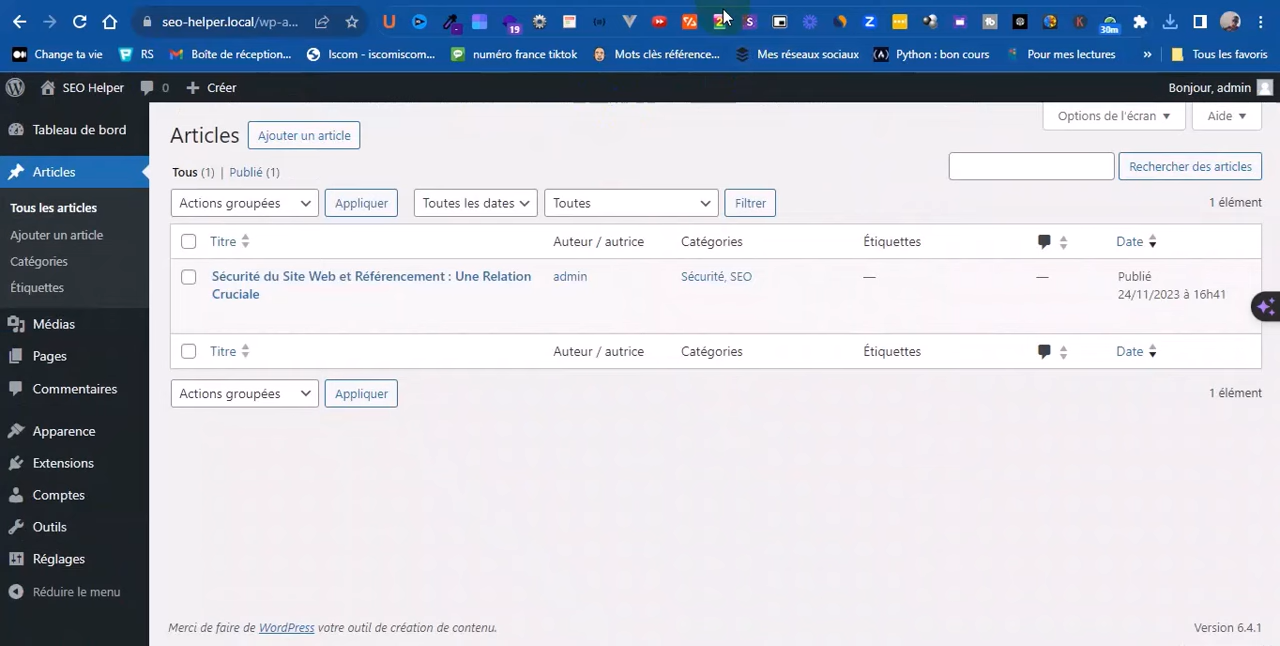 seo-helper.local/wp-a...
19
30m
Change ta vie
RS
Boîte de réception...
Iscom — iscomiscom...
numéro france tiktok
Mots clés référence...
Mes réseaux sociaux
Python : bon cours
Pour mes lectures
»
Tous les favoris
SEO Helper
0
Créer
Bonjour, admin
Tableau de bord
Articles
Tous les articles
Ajouter un article
Catégories
Étiquettes
Médias
Pages
Commentaires
Apparence
Extensions
Comptes
Outils
Réglages
Réduire le menu
Articles
Ajouter un article
Options de l'écran
Aide
Tous (1) | Publié (1)
Rechercher des articles
Actions groupées
Appliquer
Toutes les dates
Toutes
Filtrer
1 élément
Titre
Auteur / autrice
Catégories
Étiquettes
Date
Sécurité du Site Web et Référencement : Une Relation
Cruciale
admin
Sécurité, SEO
—
—
Publié
24/11/2023 à 16h41
Titre
Auteur / autrice
Catégories
Étiquettes
Date
Actions groupées
Appliquer
1 élément
Merci de faire de WordPress votre outil de création de contenu.
Version 6.4.1